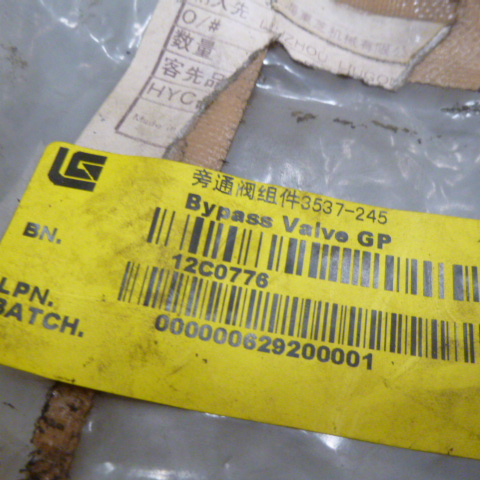 O/#
数量
客先品
HYC
LG
旁通阀组件3537-245
Bypass Valve GP
BN.
12C0776
LPN.
000000629200001
BATCH.